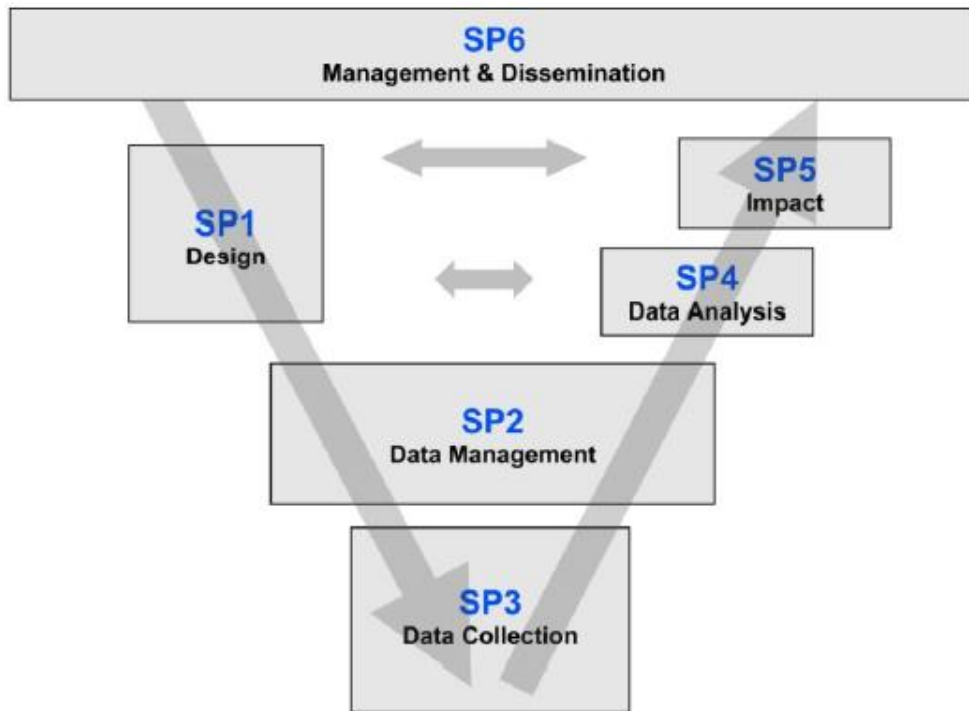 SP6
Management & Dissemination
SP1
Design
SP5
Impact
SP4
Data Analysis
SP2
Data Management
SP3
Data Collection